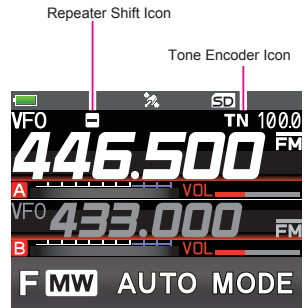 Repeater Shift Icon
Tone Encoder Icon
SD
VFO TN 100.0
446.500 FM
A VOL
VFO 433.000 FM
B VOL
F MW AUTO MODE